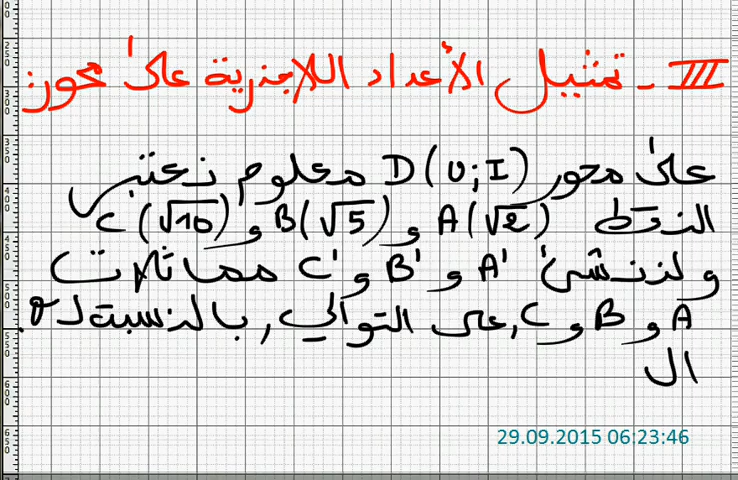 III - تمثيل الأعداد اللاجذرية على محور:
على محور D(O;I) معلوم نعتبر
النقط A(√2) و B(√5) و C(√10)
ولننشئ A' و B' و C' مماثلات
A و B و C, على التوالي, بالنسبة لـ O.
ال
29.09.2015 06:23:46